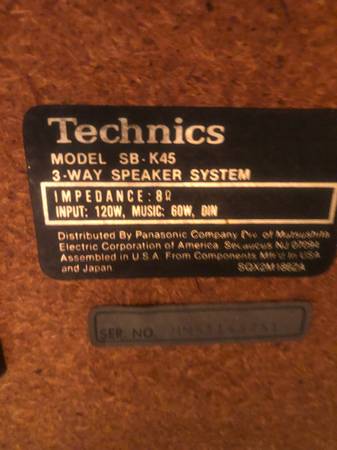 Technics
MODEL SB-K45
3-WAY SPEAKER SYSTEM
IMPEDANCE: 8Ω
INPUT: 120W, MUSIC: 60W, DIN
Distributed By Panasonic Company Div of Matsushita
Electric Corporation of America Secaucus NJ 07094
Assembled in U.S.A. From Components Mfr'd In USA
and Japan SQX2M1862A
SER. NO.